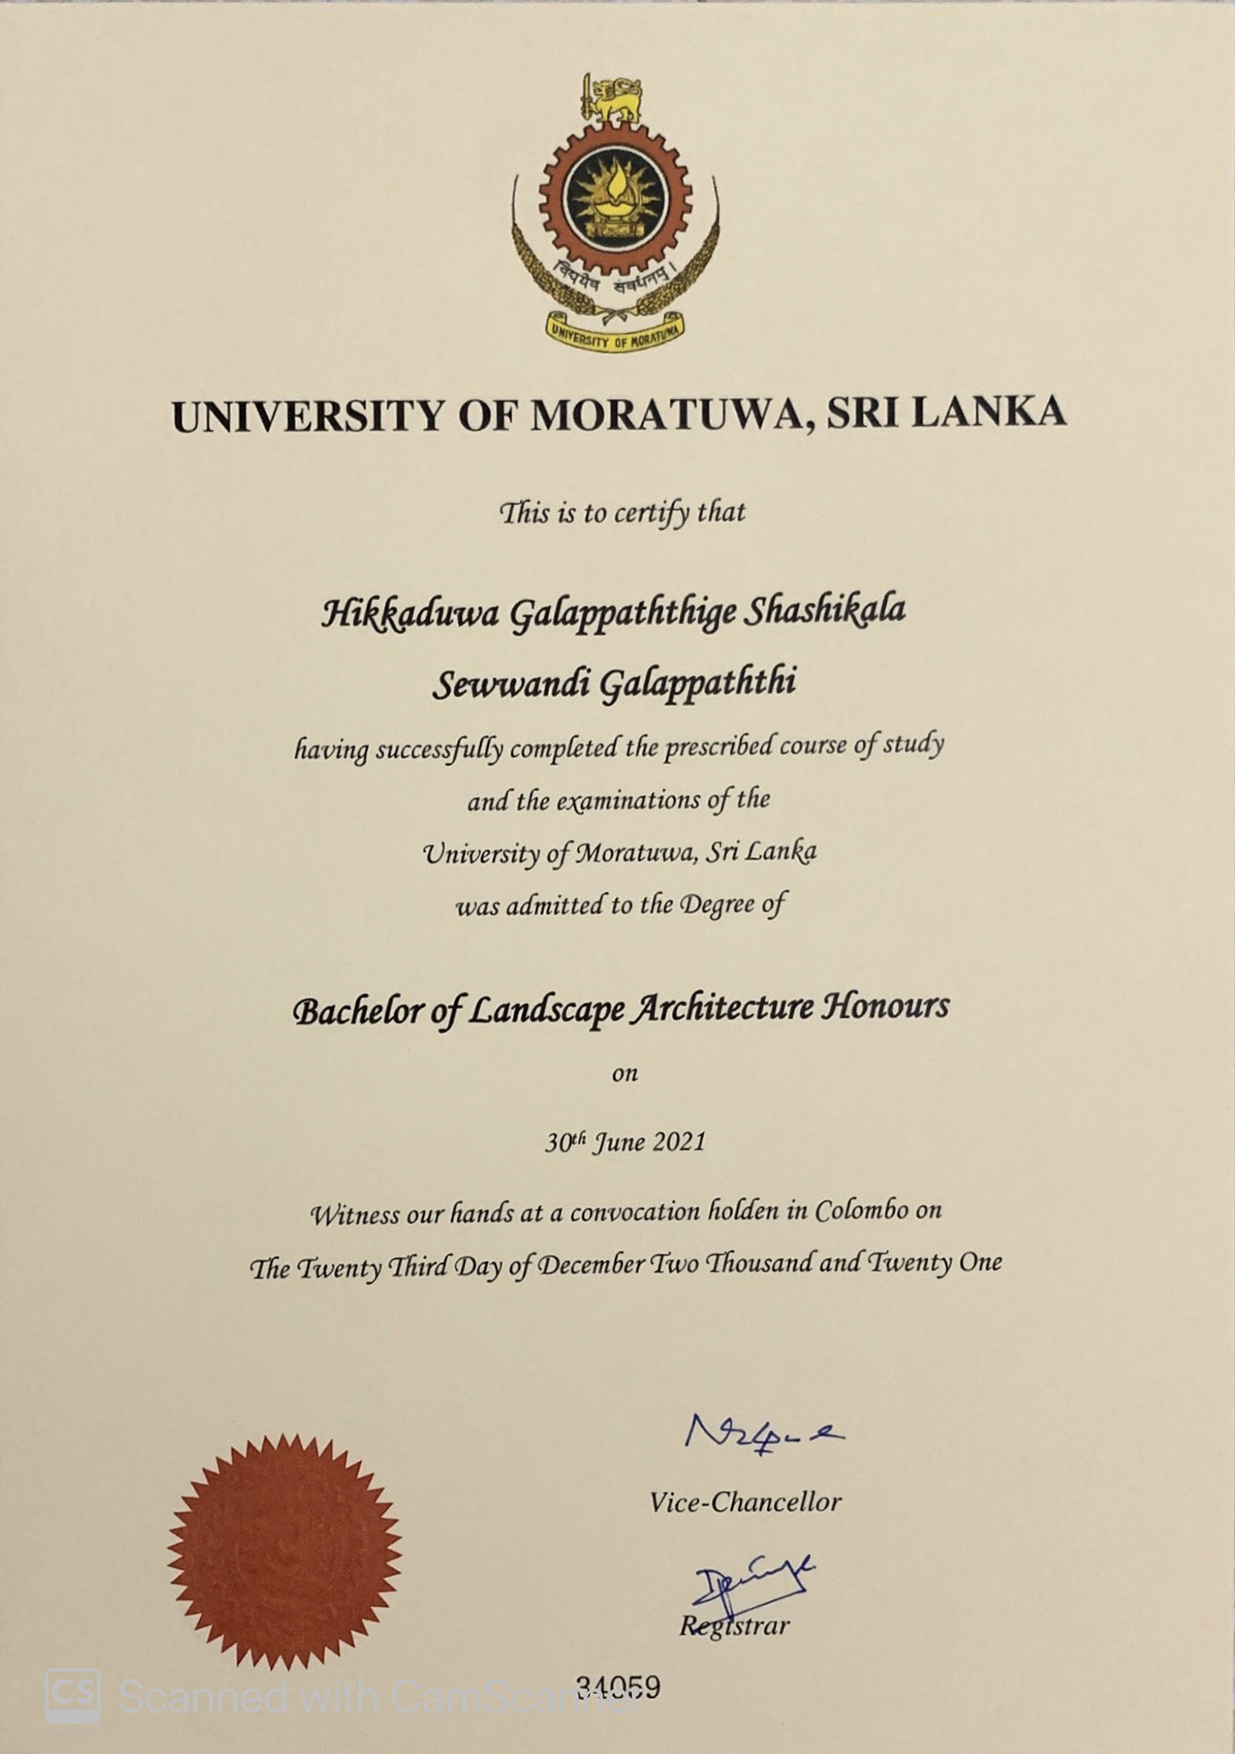 विद्ययैव संवर्धनम्।
UNIVERSITY OF MORATUWA
UNIVERSITY OF MORATUWA, SRI LANKA
This is to certify that
Hikkaduwa Galappaththige Shashikala
Sewwandi Galappaththi
having successfully completed the prescribed course of study
and the examinations of the
University of Moratuwa, Sri Lanka
was admitted to the Degree of
Bachelor of Landscape Architecture Honours
on
30th June 2021
Witness our hands at a convocation holden in Colombo on
The Twenty Third Day of December Two Thousand and Twenty One
Vice-Chancellor
Registrar
34059
CS Scanned with CamScanner